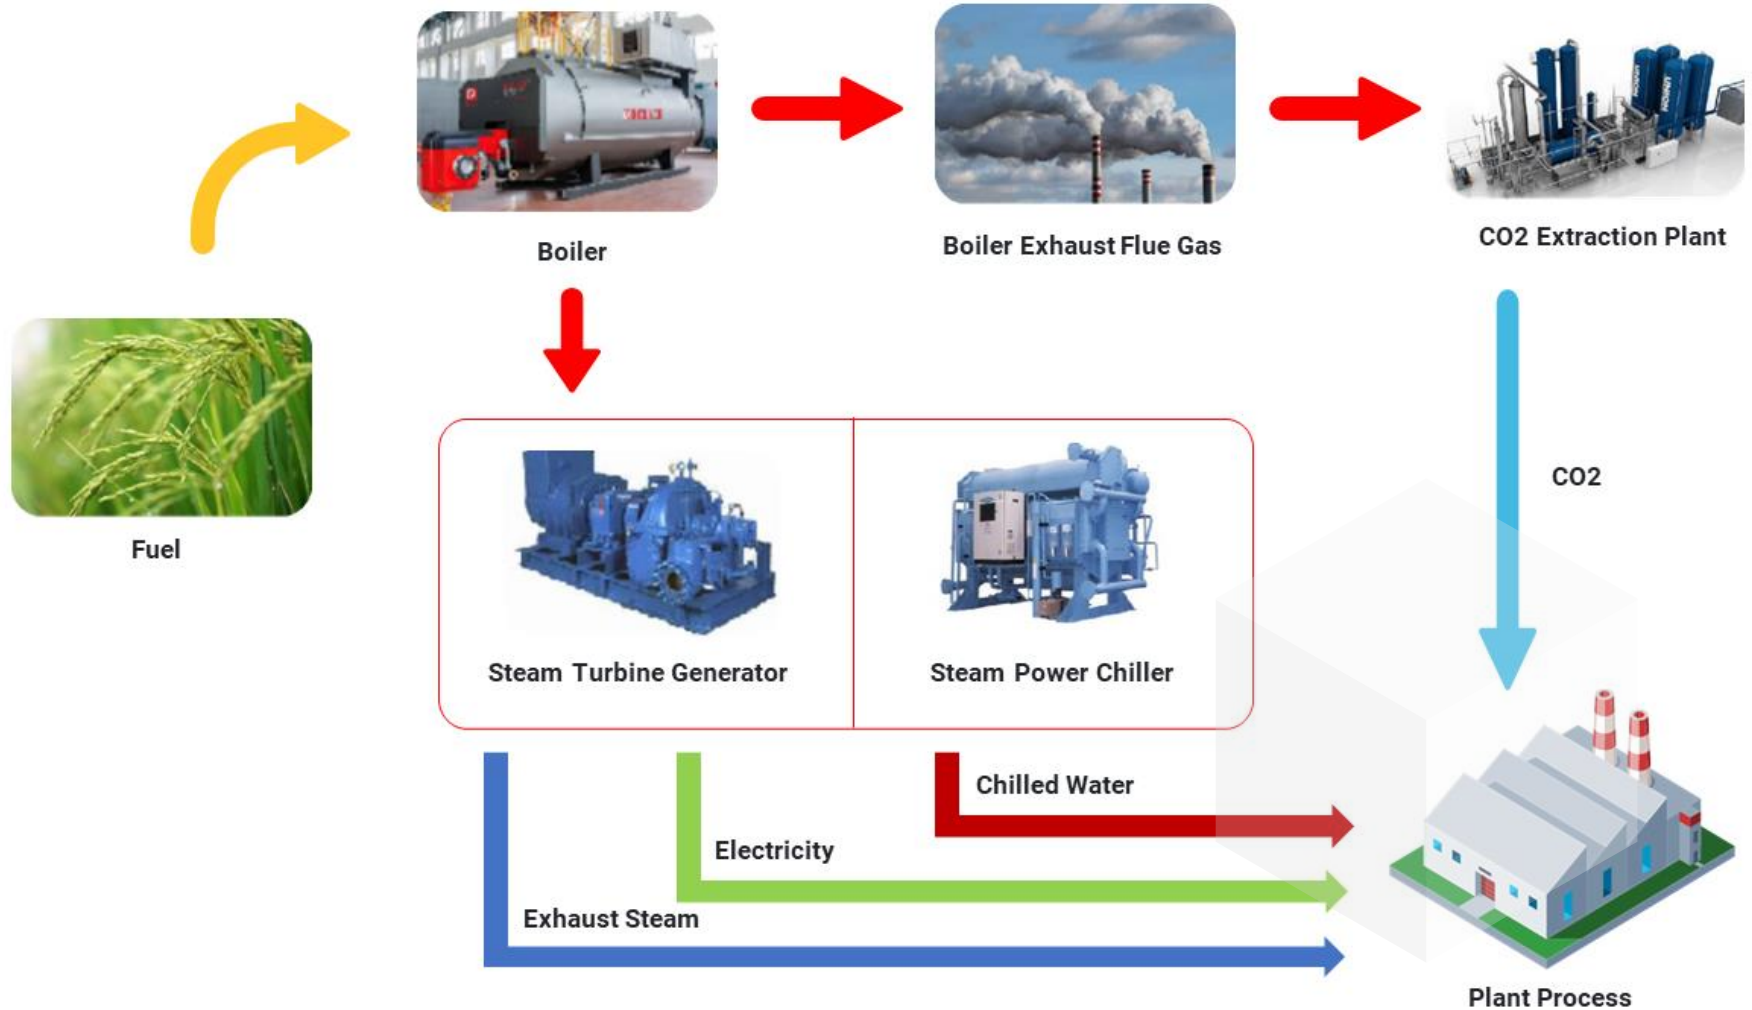 Boiler
Boiler Exhaust Flue Gas
CO2 Extraction Plant
Fuel
CO2
Steam Turbine Generator
Steam Power Chiller
Chilled Water
Electricity
Exhaust Steam
Plant Process